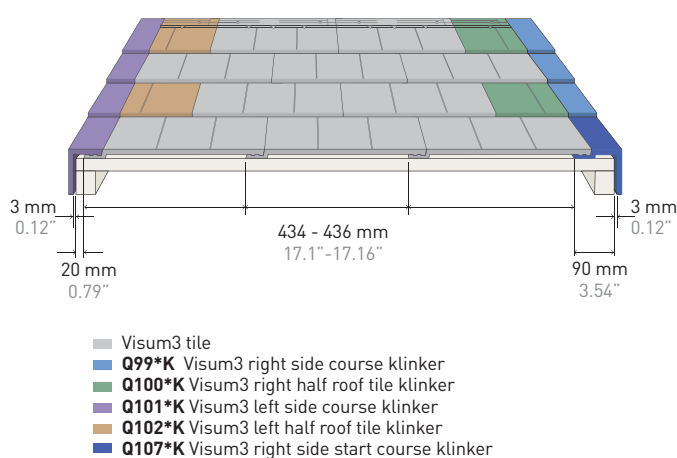 3 mm
0.12”
434 - 436 mm
17.1”-17.16”
3 mm
0.12”
20 mm
0.79”
90 mm
3.54”
Visum3 tile
Q99*K Visum3 right side course klinker
Q100*K Visum3 right half roof tile klinker
Q101*K Visum3 left side course klinker
Q102*K Visum3 left half roof tile klinker
Q107*K Visum3 right side start course klinker